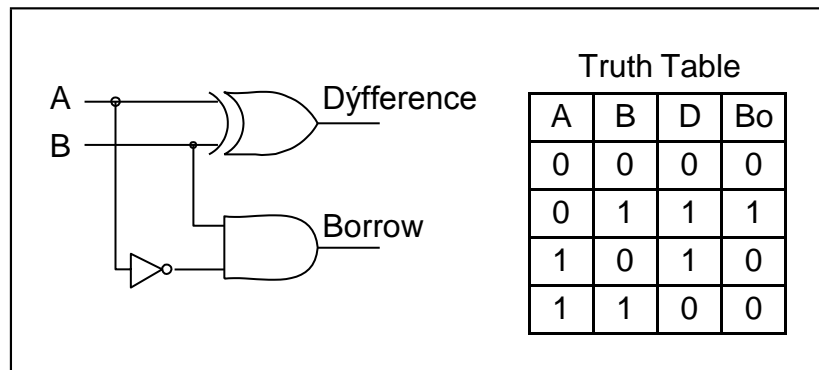 A
B
Dýfference
Borrow
Truth Table
A B D Bo
0 0 0 0
0 1 1 1
1 0 1 0
1 1 0 0